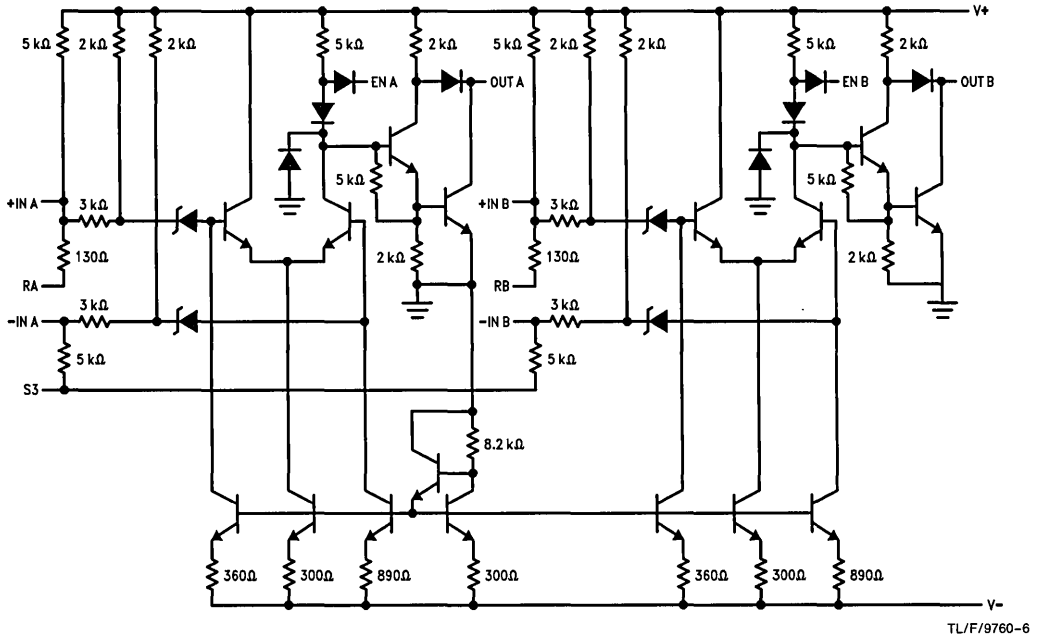 V+
5 kΩ
2 kΩ
2 kΩ
5 kΩ
2 kΩ
5 kΩ
2 kΩ
2 kΩ
5 kΩ
2 kΩ
EN A
OUT A
EN B
OUT B
5 kΩ
5 kΩ
+IN A
3 kΩ
+IN B
3 kΩ
130Ω
2 kΩ
130Ω
2 kΩ
RA
RB
3 kΩ
3 kΩ
-IN A
-IN B
5 kΩ
5 kΩ
S3
8.2 kΩ
360Ω
300Ω
890Ω
300Ω
360Ω
300Ω
890Ω
V-
TL/F/9760-6